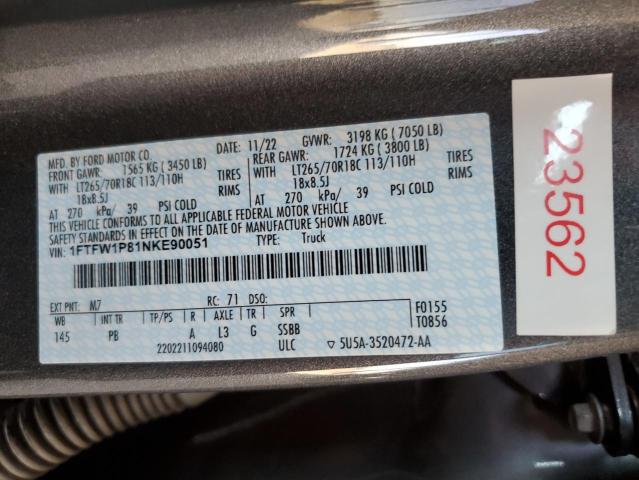 MFD. BY FORD MOTOR CO.
DATE: 11/22 GVWR: 3198 KG ( 7050 LB)
FRONT GAWR: 1565 KG ( 3450 LB)
REAR GAWR: 1724 KG ( 3800 LB)
WITH LT265/70R18C 113/110H TIRES
WITH LT265/70R18C 113/110H TIRES
18x8.5J RIMS
18x8.5J RIMS
AT 270 kPa/ 39 PSI COLD
AT 270 kPa/ 39 PSI COLD
THIS VEHICLE CONFORMS TO ALL APPLICABLE FEDERAL MOTOR VEHICLE
SAFETY STANDARDS IN EFFECT ON THE DATE OF MANUFACTURE SHOWN ABOVE.
VIN: 1FTFW1P81NKE90051 TYPE: Truck
EXT PNT: M7 RC: 71 DSO:
WB INT TR TP/PS R AXLE TR SPR
145 PB A L3 G SSBB
F0155
T0856
2202211094080 ULC ▽ 5U5A-3520472-AA
23562